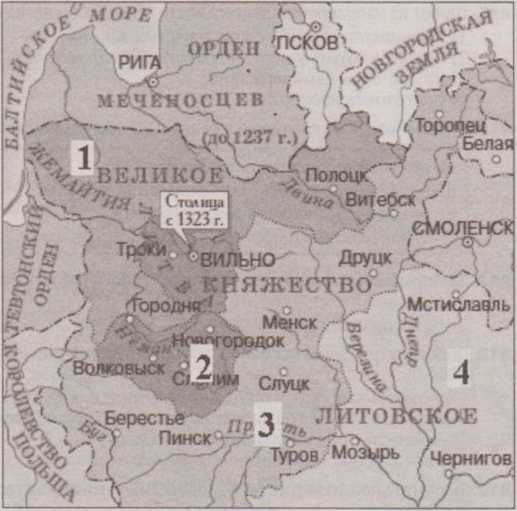 БАЛТИЙСКОЕ МОРЕ
РИГА
ОРДЕН
МЕЧЕНОСЦЕВ
(до 1237 г.)
ПСКОВ
НОВГОРОДСКАЯ
ЗЕМЛЯ
Торопец
Белая
1
ЖЕМАЙТИЯ
ВЕЛИКОЕ
Полоцк
Двина
Витебск
Столица
с 1323 г.
ЛИТВА
СМОЛЕНСК
Троки
ВИЛЬНО
Друцк
КНЯЖЕСТВО
ТЕВТОНСКИЙ
ОРДЕН
Городня
Мстиславль
Неман
Новогородок
Менск
Березина
Днепр
Волковыск
2
Слоним
Слуцк
4
3
ЛИТОВСКОЕ
Берестье
Буг
Пинск
Припять
Туров
Мозырь
Чернигов
ПОЛЬША